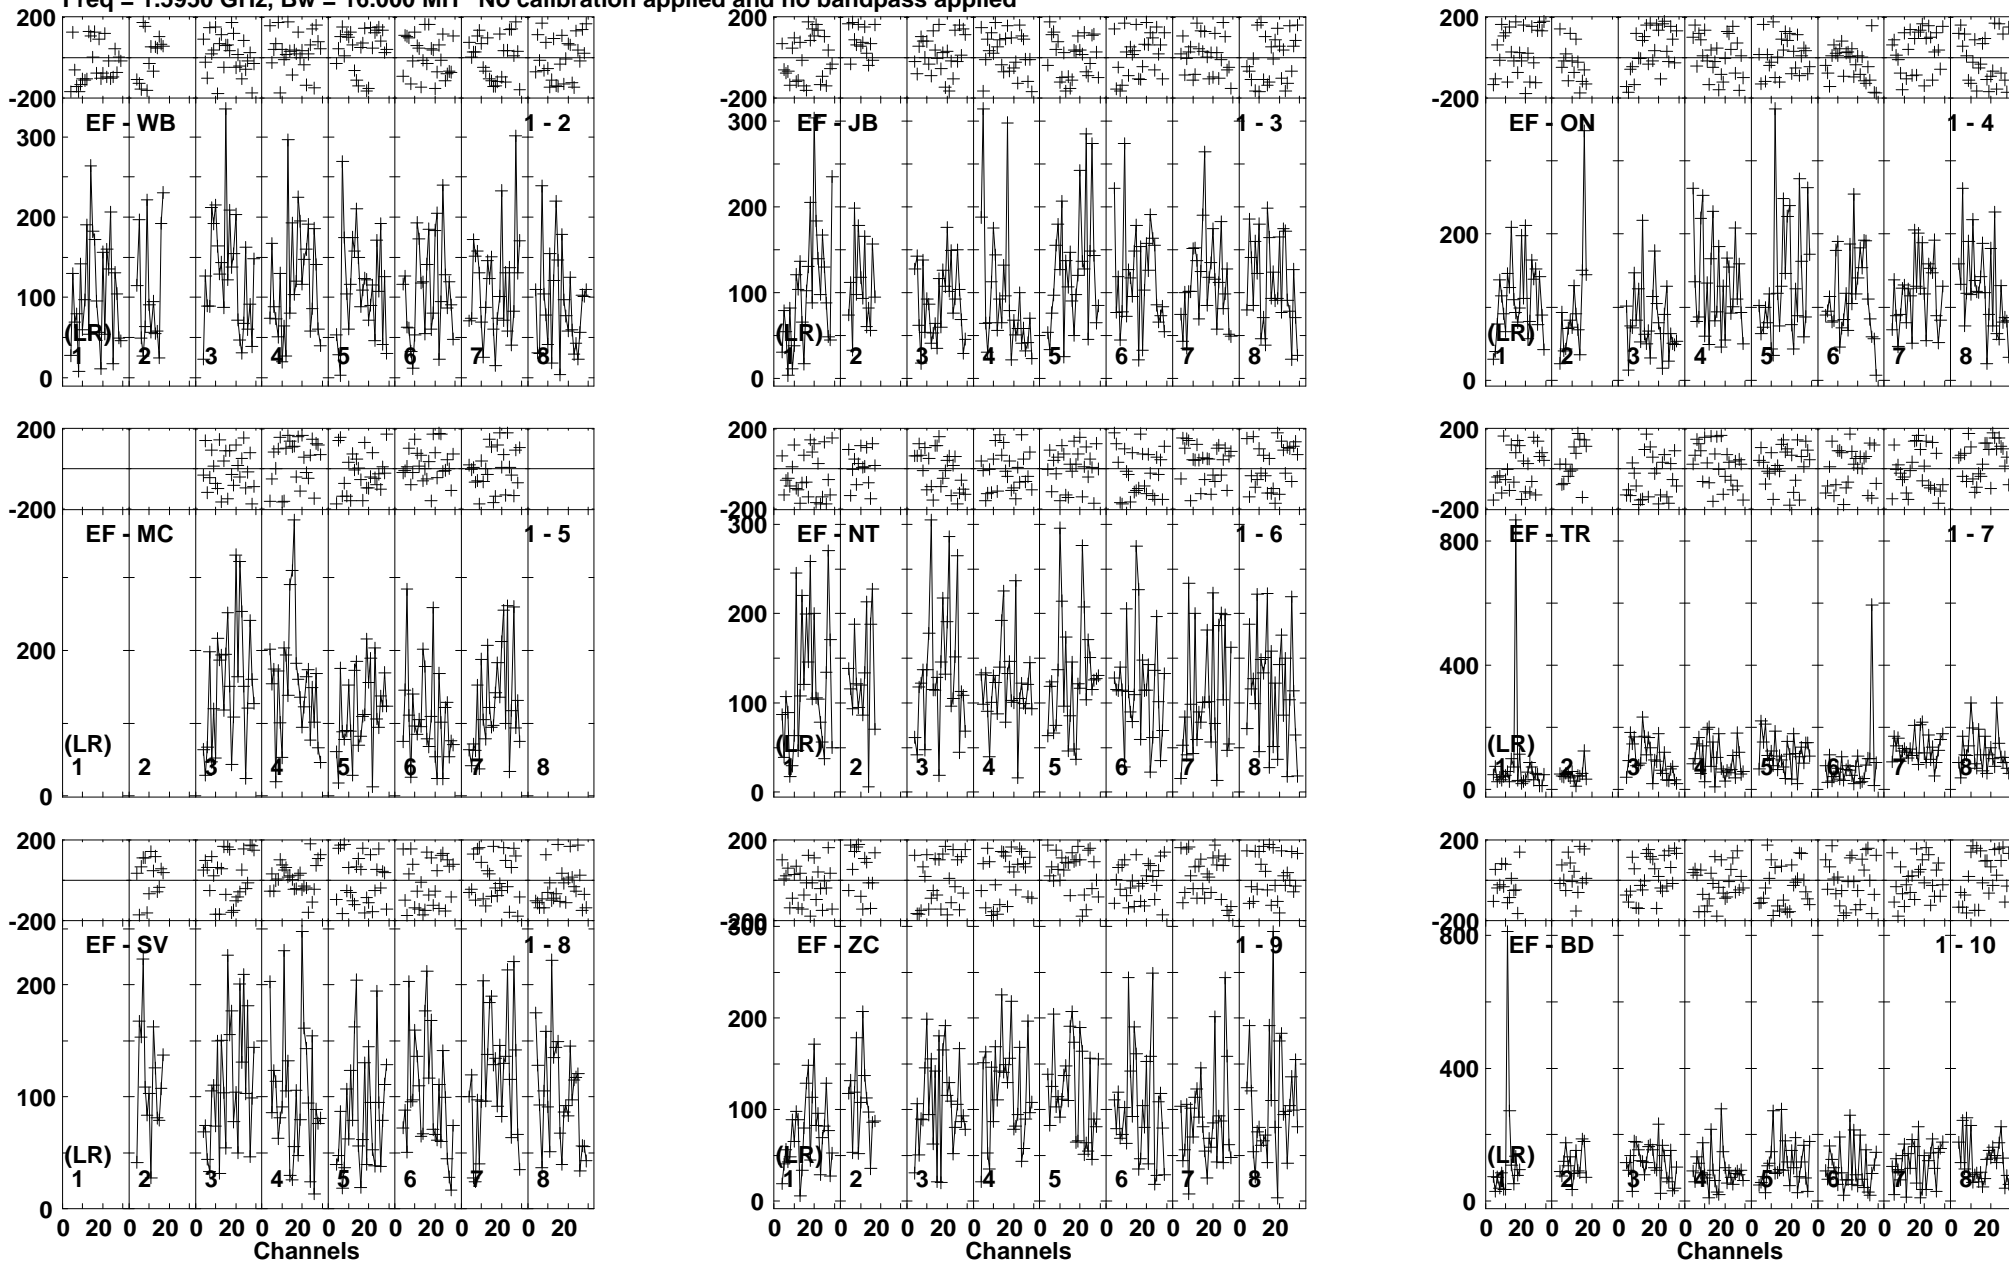 Freq = 1.5950 GHz, Bw = 16.000 MH No calibration applied and no bandpass applied
200 200 200
-200 -200 -200
EF - WB 1 - 2 EF - JB 1 - 3 EF - ON 1 - 4
300 300
200 200 200
100 100
(LR) (LR) (LR)
1 2 3 4 5 6 7 8 1 2 3 4 5 6 7 8 1 2 3 4 5 6 7 8
0 0 0
200 200 200
-200 -200 -200
EF - MC 1 - 5 EF - NT 1 - 6 EF - TR 1 - 7
300 800
200 200 400
100
(LR) (LR) (LR)
1 2 3 4 5 6 7 8 1 2 3 4 5 6 7 8 1 2 3 4 5 6 7 8
0 0 0
200 200 200
-200 -200 -200
EF - SV 1 - 8 EF - ZC 1 - 9 EF - BD 1 - 10
300 800
200 200 400
100 100
(LR) (LR) (LR)
1 2 3 4 5 6 7 8 1 2 3 4 5 6 7 8 1 2 3 4 5 6 7 8
0 0 0
0 20 0 20 0 20 0 20 0 20 0 20 0 20 0 20 0 20 0 20 0 20 0 20 0 20 0 20 0 20 0 20 0 20 0 20 0 20 0 20 0 20 0 20 0 20 0 20
Channels Channels Channels